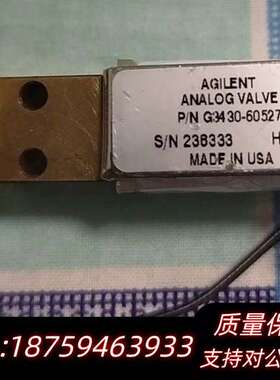 AGILENT
ANALOG VALVE
P/N G3430-60527
S/N 236333 H
MADE IN USA
质量保
:18759463933
支持对公